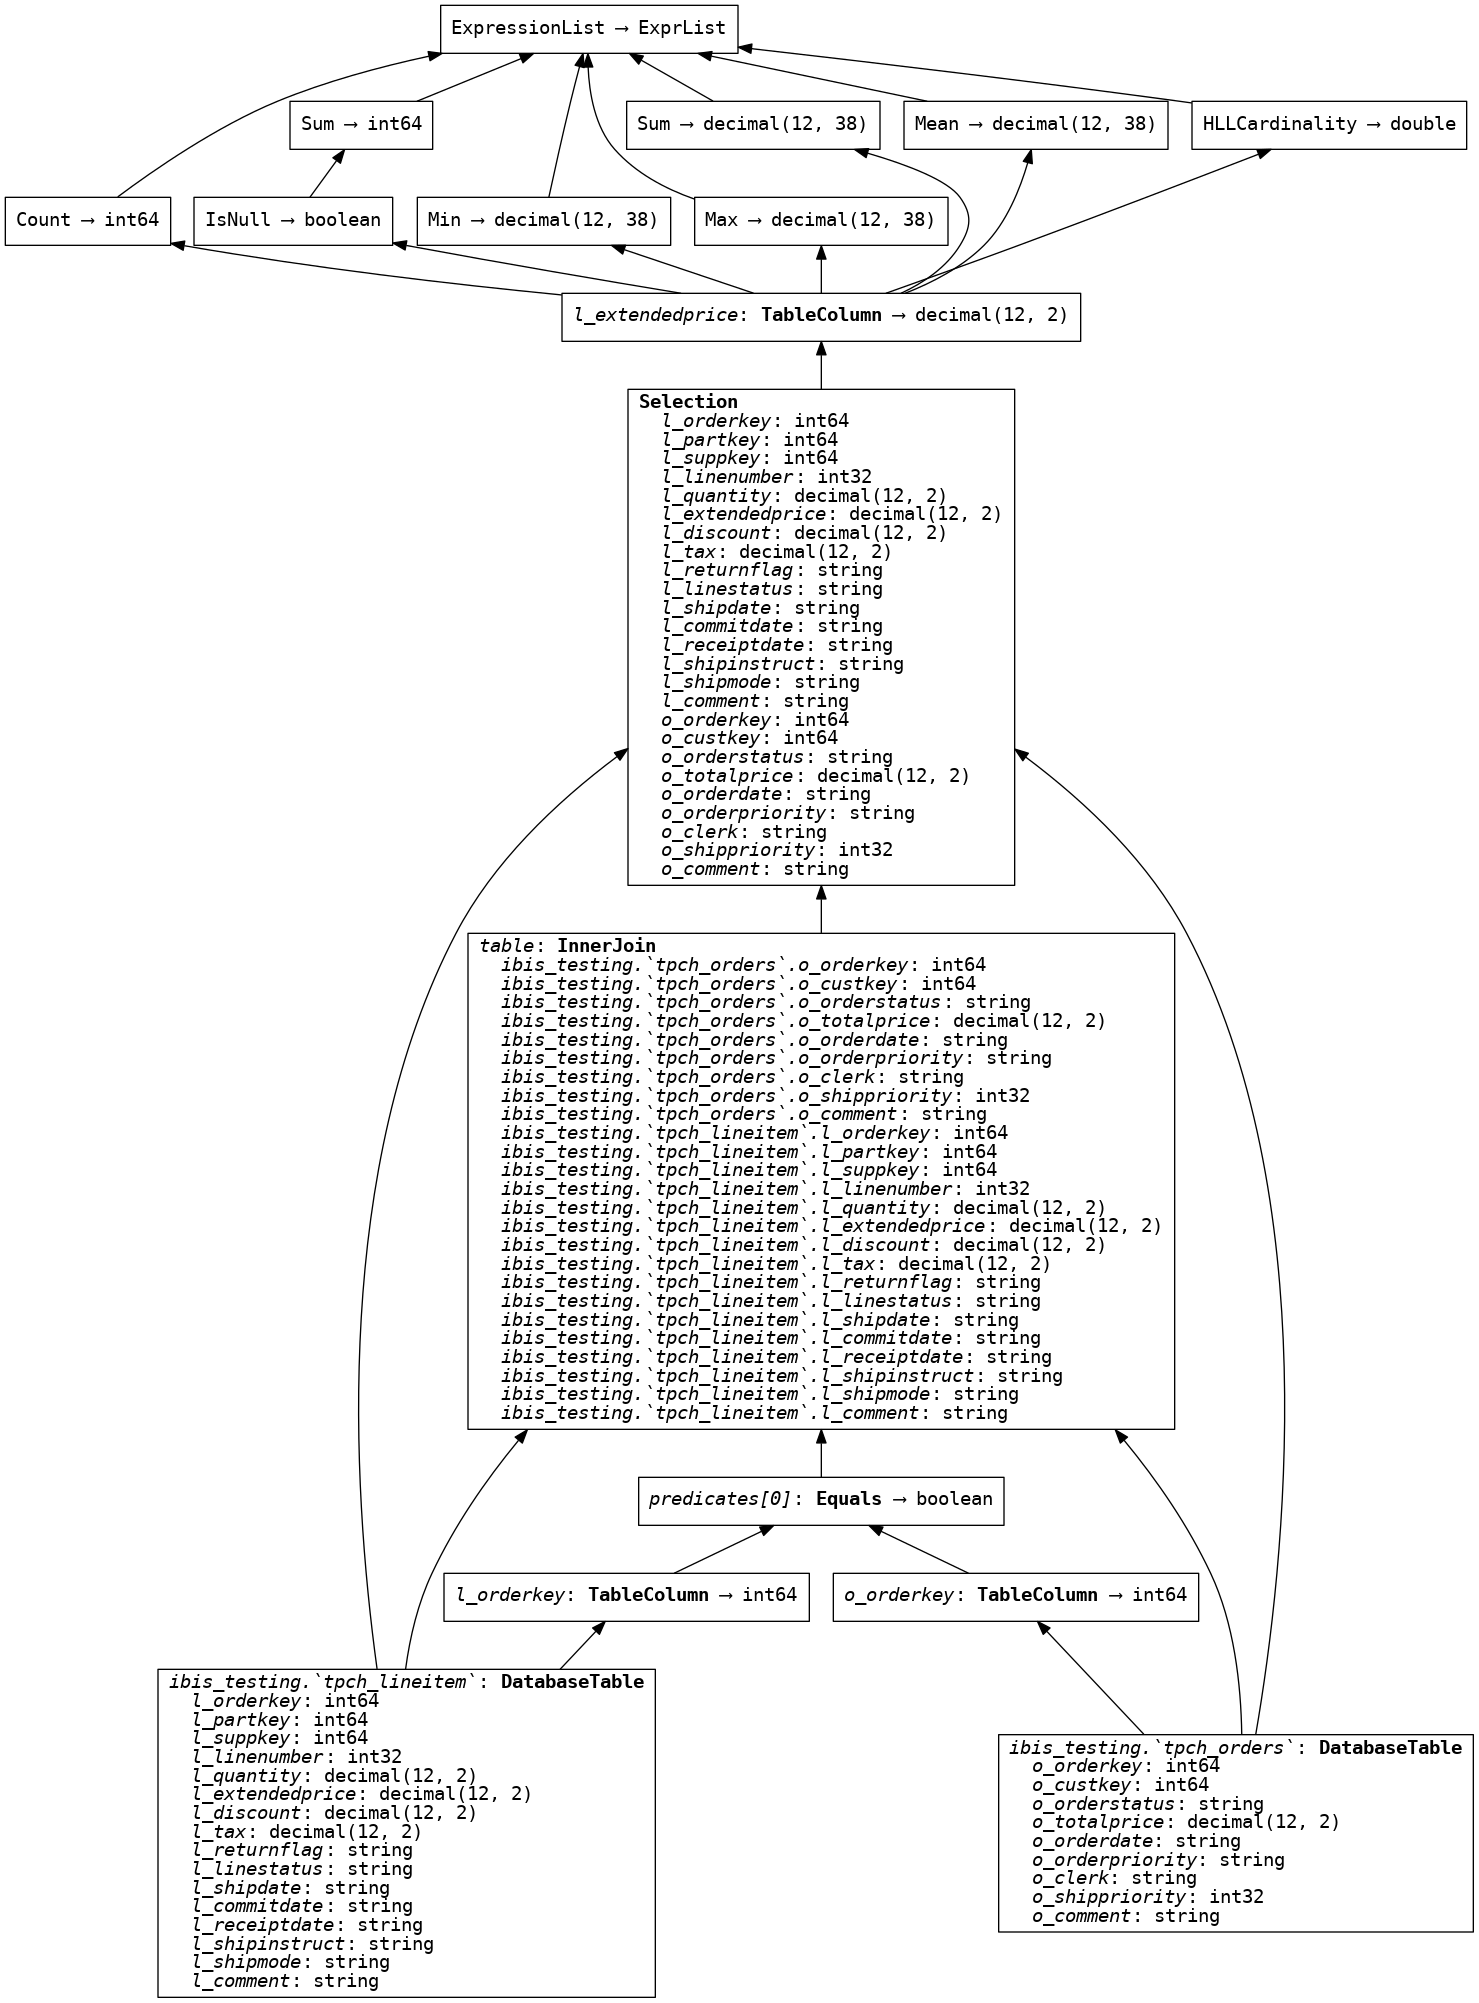 ExpressionList → ExprList
Sum → int64
Sum → decimal(12, 38)
Mean → decimal(12, 38)
HLLCardinality → double
Count → int64
IsNull → boolean
Min → decimal(12, 38)
Max → decimal(12, 38)
l_extendedprice: TableColumn → decimal(12, 2)
Selection
l_orderkey: int64
l_partkey: int64
l_suppkey: int64
l_linenumber: int32
l_quantity: decimal(12, 2)
l_extendedprice: decimal(12, 2)
l_discount: decimal(12, 2)
l_tax: decimal(12, 2)
l_returnflag: string
l_linestatus: string
l_shipdate: string
l_commitdate: string
l_receiptdate: string
l_shipinstruct: string
l_shipmode: string
l_comment: string
o_orderkey: int64
o_custkey: int64
o_orderstatus: string
o_totalprice: decimal(12, 2)
o_orderdate: string
o_orderpriority: string
o_clerk: string
o_shippriority: int32
o_comment: string
table: InnerJoin
ibis_testing.`tpch_orders`.o_orderkey: int64
ibis_testing.`tpch_orders`.o_custkey: int64
ibis_testing.`tpch_orders`.o_orderstatus: string
ibis_testing.`tpch_orders`.o_totalprice: decimal(12, 2)
ibis_testing.`tpch_orders`.o_orderdate: string
ibis_testing.`tpch_orders`.o_orderpriority: string
ibis_testing.`tpch_orders`.o_clerk: string
ibis_testing.`tpch_orders`.o_shippriority: int32
ibis_testing.`tpch_orders`.o_comment: string
ibis_testing.`tpch_lineitem`.l_orderkey: int64
ibis_testing.`tpch_lineitem`.l_partkey: int64
ibis_testing.`tpch_lineitem`.l_suppkey: int64
ibis_testing.`tpch_lineitem`.l_linenumber: int32
ibis_testing.`tpch_lineitem`.l_quantity: decimal(12, 2)
ibis_testing.`tpch_lineitem`.l_extendedprice: decimal(12, 2)
ibis_testing.`tpch_lineitem`.l_discount: decimal(12, 2)
ibis_testing.`tpch_lineitem`.l_tax: decimal(12, 2)
ibis_testing.`tpch_lineitem`.l_returnflag: string
ibis_testing.`tpch_lineitem`.l_linestatus: string
ibis_testing.`tpch_lineitem`.l_shipdate: string
ibis_testing.`tpch_lineitem`.l_commitdate: string
ibis_testing.`tpch_lineitem`.l_receiptdate: string
ibis_testing.`tpch_lineitem`.l_shipinstruct: string
ibis_testing.`tpch_lineitem`.l_shipmode: string
ibis_testing.`tpch_lineitem`.l_comment: string
predicates[0]: Equals → boolean
l_orderkey: TableColumn → int64
o_orderkey: TableColumn → int64
ibis_testing.`tpch_lineitem`: DatabaseTable
l_orderkey: int64
l_partkey: int64
l_suppkey: int64
l_linenumber: int32
l_quantity: decimal(12, 2)
l_extendedprice: decimal(12, 2)
l_discount: decimal(12, 2)
l_tax: decimal(12, 2)
l_returnflag: string
l_linestatus: string
l_shipdate: string
l_commitdate: string
l_receiptdate: string
l_shipinstruct: string
l_shipmode: string
l_comment: string
ibis_testing.`tpch_orders`: DatabaseTable
o_orderkey: int64
o_custkey: int64
o_orderstatus: string
o_totalprice: decimal(12, 2)
o_orderdate: string
o_orderpriority: string
o_clerk: string
o_shippriority: int32
o_comment: string